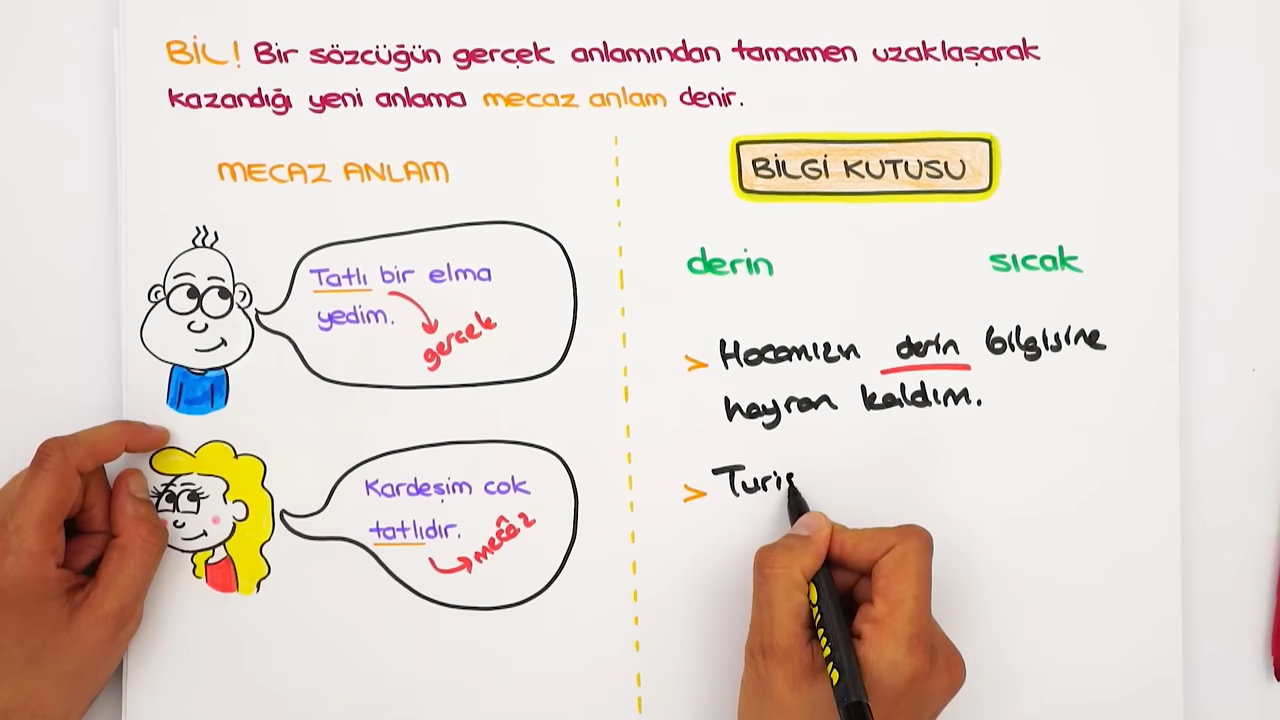 BİL! Bir sözcüğün gerçek anlamından tamamen uzaklaşarak
kazandığı yeni anlama mecaz anlam denir.
MECAZ ANLAM
Tatlı bir elma
yedim.
gerçek
Kardeşim çok
tatlıdır.
mecâz
BİLGİ KUTUSU
derin
sıcak
> Hocamızın derin bilgisine
hayran kaldım.
> Turis